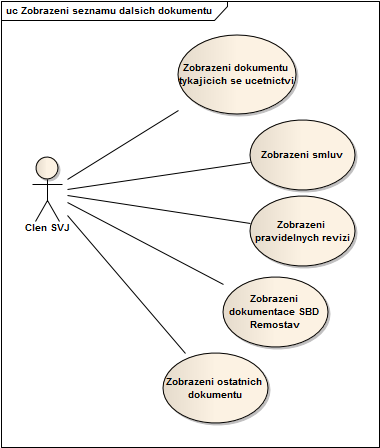 uc Zobrazeni seznamu dalsich dokumentu
Zobrazeni dokumentu
tykajicich se ucetnictvi
Zobrazeni smluv
Clen SVJ
Zobrazeni
pravidelnych revizi
Zobrazeni
dokumentace SBD
Remostav
Zobrazeni ostatnich
dokumentu